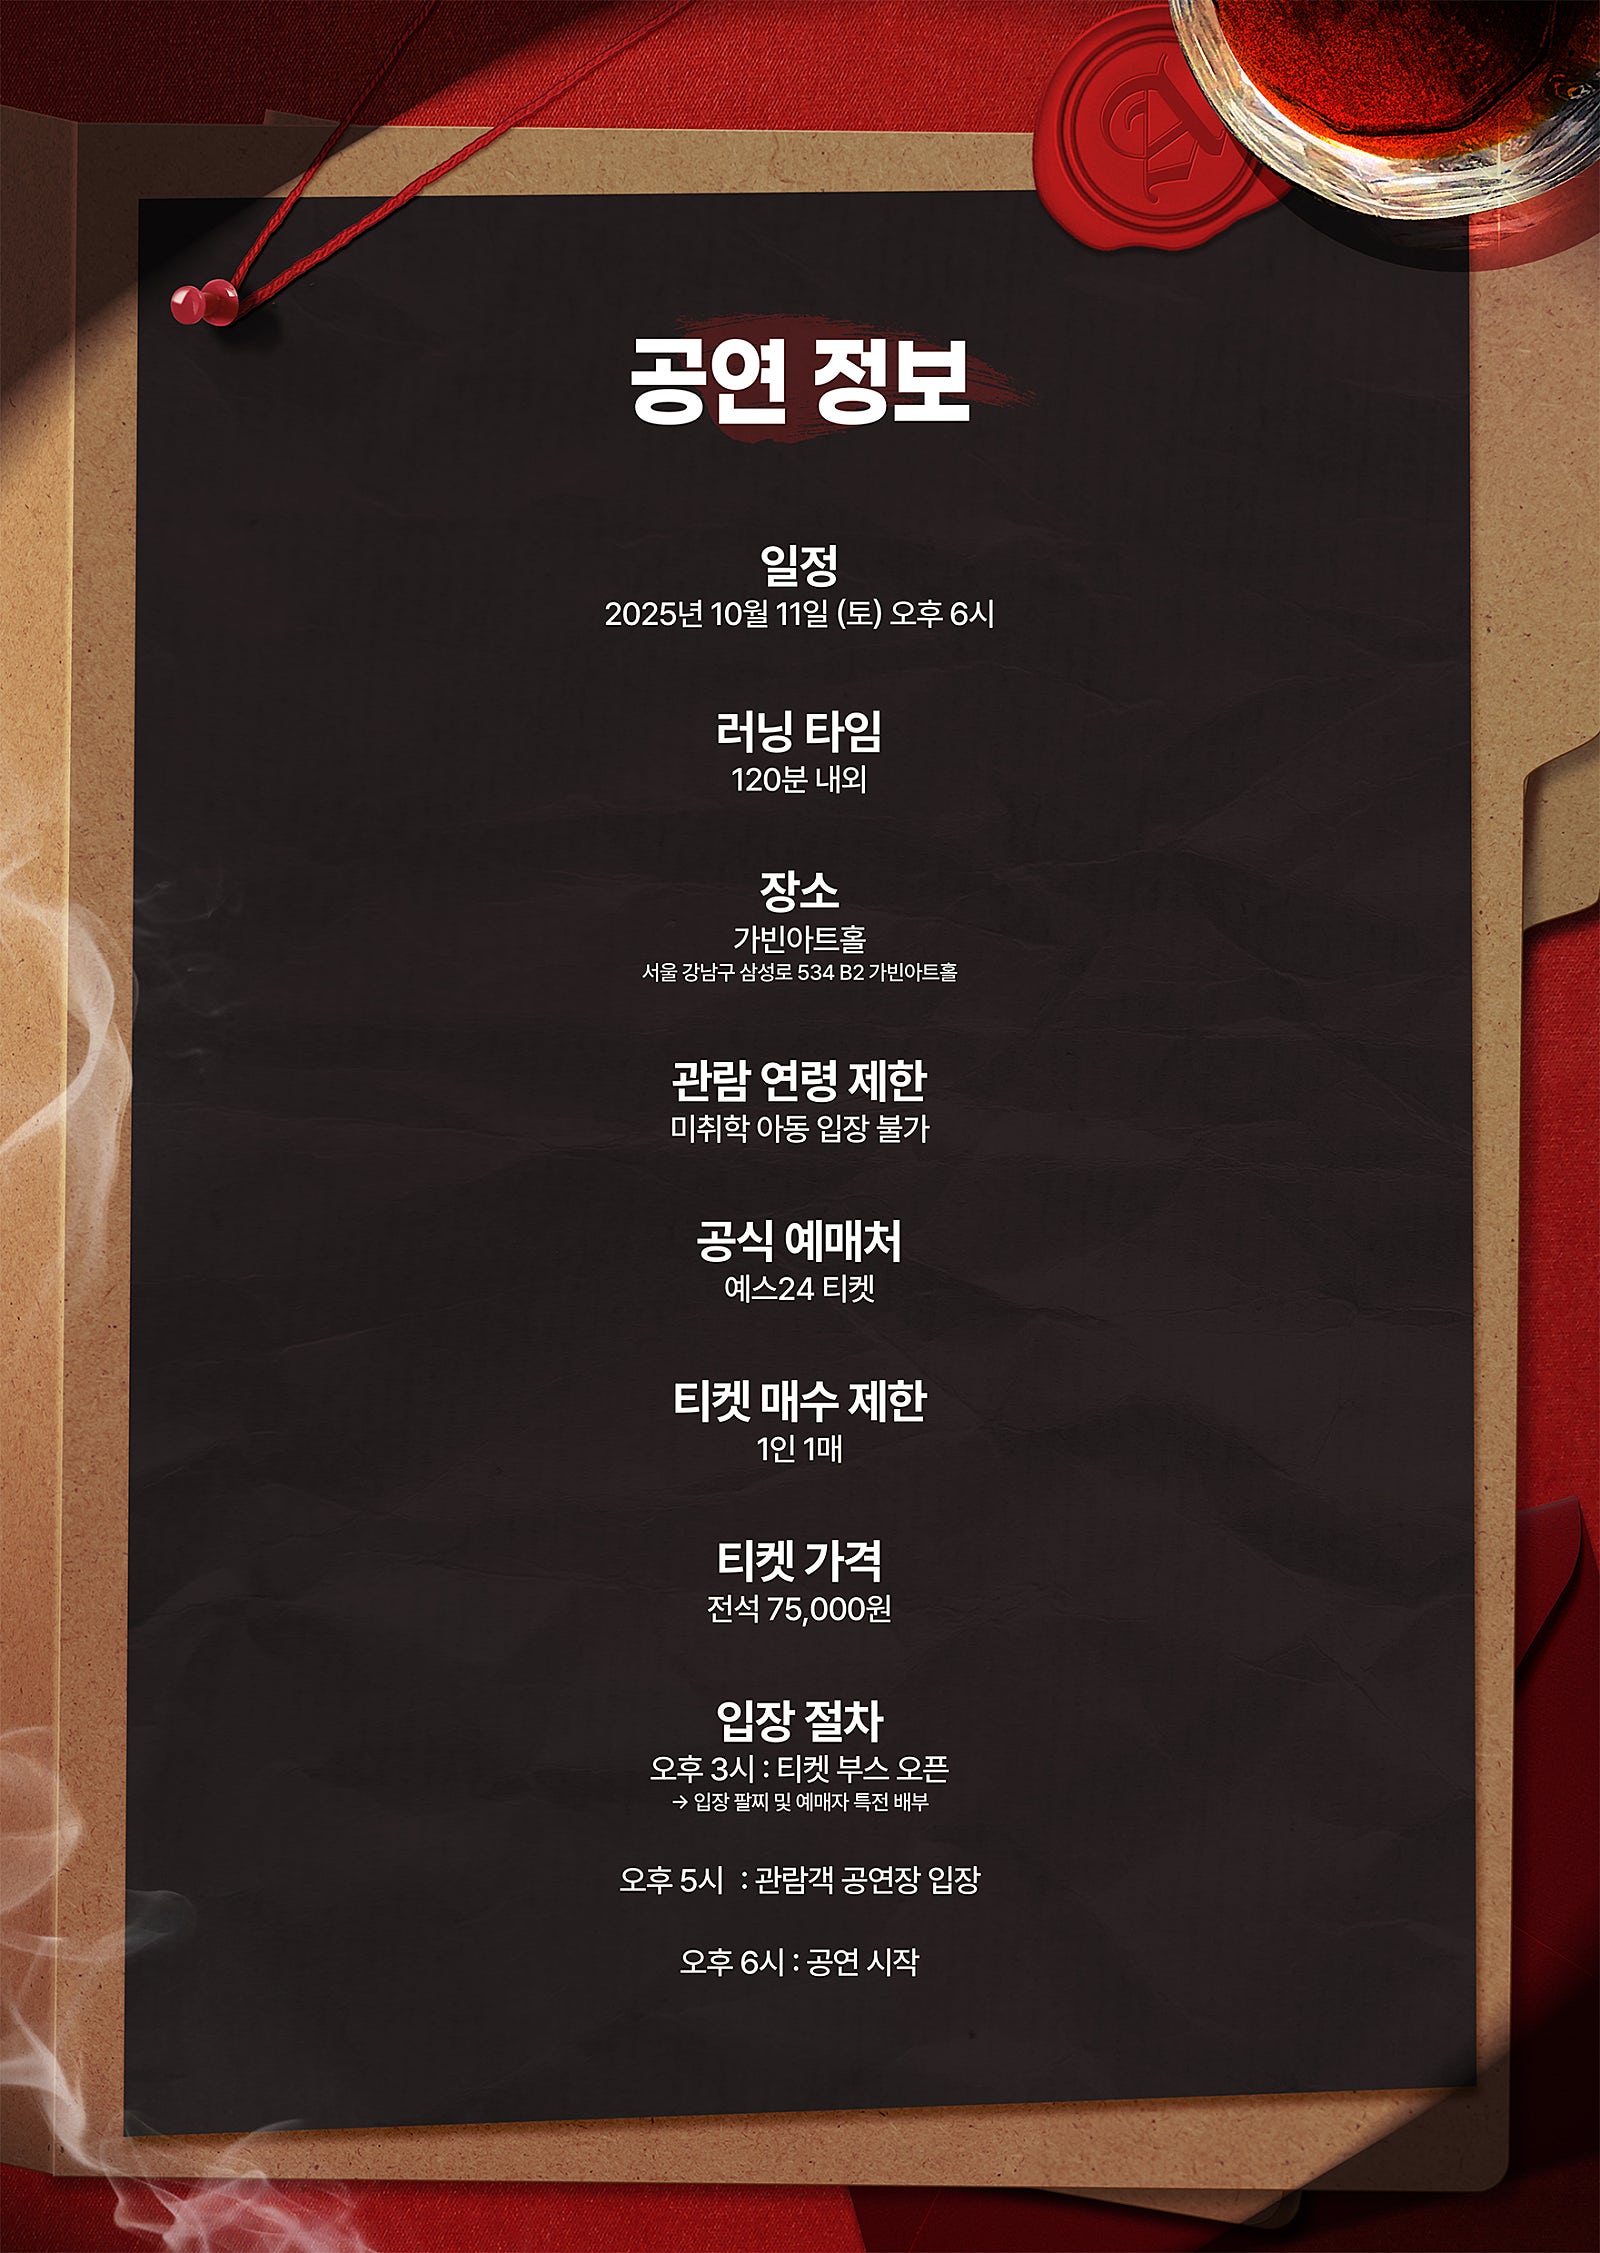 공연 정보
일정
2025년 10월 11일 (토) 오후 6시
러닝 타임
120분 내외
장소
가빈아트홀
서울 강남구 삼성로 534 B2 가빈아트홀
관람 연령 제한
미취학 아동 입장 불가
공식 예매처
예스24 티켓
티켓 매수 제한
1인 1매
티켓 가격
전석 75,000원
입장 절차
오후 3시 : 티켓 부스 오픈
→ 입장 팔찌 및 예매자 특전 배부
오후 5시 : 관람객 공연장 입장
오후 6시 : 공연 시작